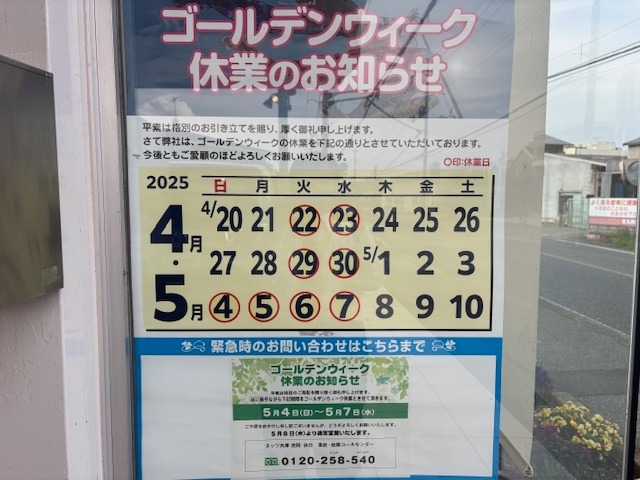 ゴールデンウィーク
休業のお知らせ
平素は格別のお引き立てを賜り、厚く御礼申し上げます。
さて弊社は、ゴールデンウィークの休業を下記の通りとさせていただいております。
今後ともご愛顧のほどよろしくお願いいたします。
〇印:休業日
2025 日 月 火 水 木 金 土
4月・5月
4/20 21 22 23 24 25 26
27 28 29 30 5/1 2 3
4 5 6 7 8 9 10
緊急時のお問い合わせはこちらまで
ゴールデンウィーク
休業のお知らせ
5月4日(日)〜5月7日(水)
5月8日(木)より通常営業いたします。
0120-258-540